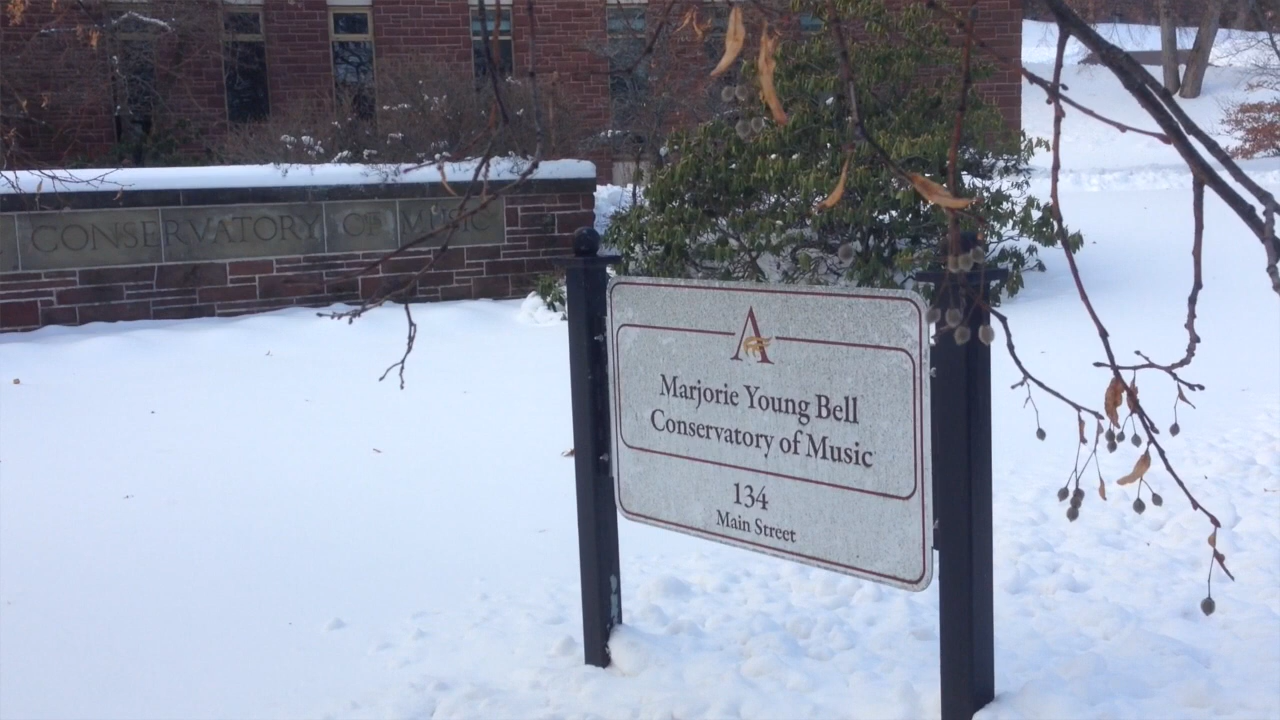 CONSERVATORY OF MUSIC
A
Marjorie Young Bell
Conservatory of Music
134
Main Street